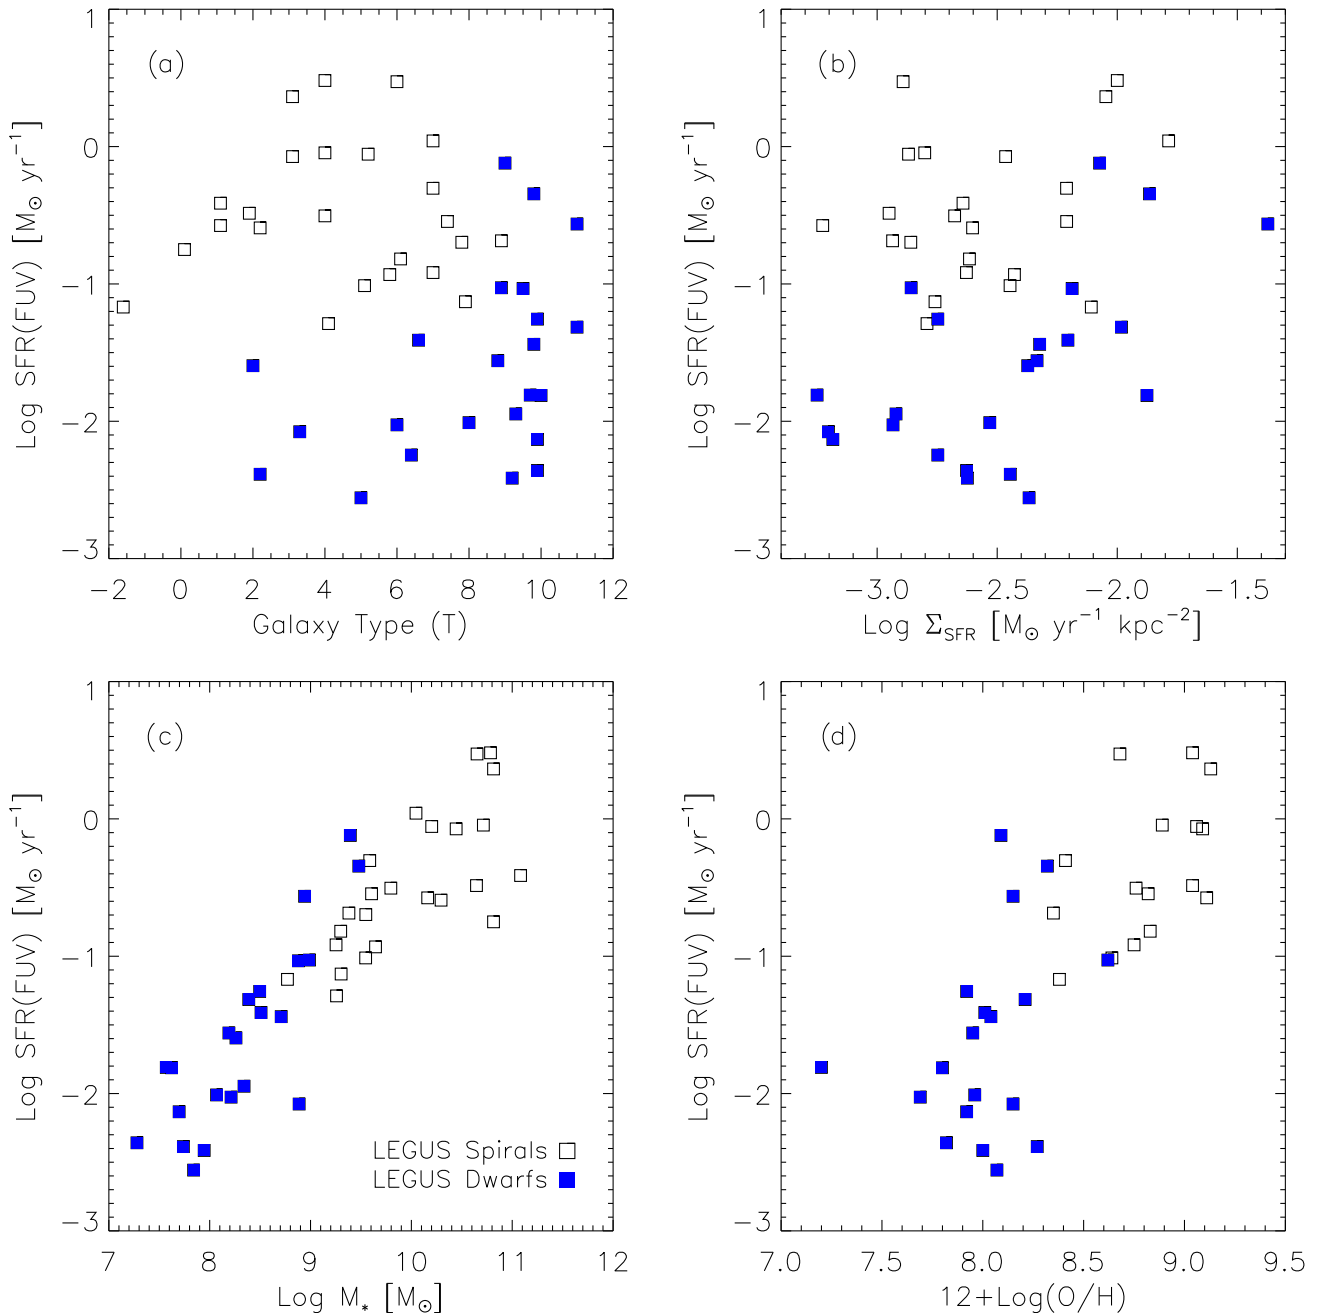 (a)
1
0
−1
−2
−3
Log SFR(FUV) [M⊙ yr⁻¹]
−2 0 2 4 6 8 10 12
Galaxy Type (T)
(b)
1
0
−1
−2
−3
Log SFR(FUV) [M⊙ yr⁻¹]
−3.0 −2.5 −2.0 −1.5
Log ΣSFR [M⊙ yr⁻¹ kpc⁻²]
(c)
1
0
−1
−2
−3
Log SFR(FUV) [M⊙ yr⁻¹]
LEGUS Spirals
LEGUS Dwarfs
7 8 9 10 11 12
Log M* [M⊙]
(d)
1
0
−1
−2
−3
Log SFR(FUV) [M⊙ yr⁻¹]
7.0 7.5 8.0 8.5 9.0 9.5
12+Log(O/H)